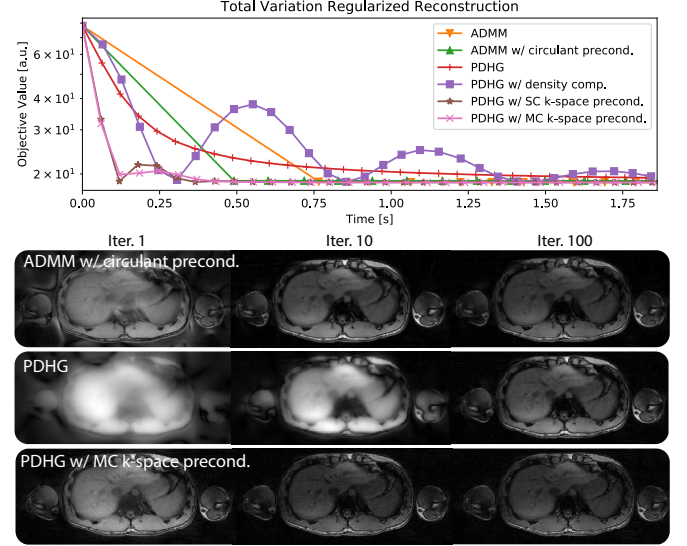 Total Variation Regularized Reconstruction
Objective Value [a.u.]
6 × 10¹
4 × 10¹
3 × 10¹
2 × 10¹
ADMM
ADMM w/ circulant precond.
PDHG
PDHG w/ density comp.
PDHG w/ SC k-space precond.
PDHG w/ MC k-space precond.
0.00 0.25 0.50 0.75 1.00 1.25 1.50 1.75
Time [s]
Iter. 1 Iter. 10 Iter. 100
ADMM w/ circulant precond.
PDHG
PDHG w/ MC k-space precond.